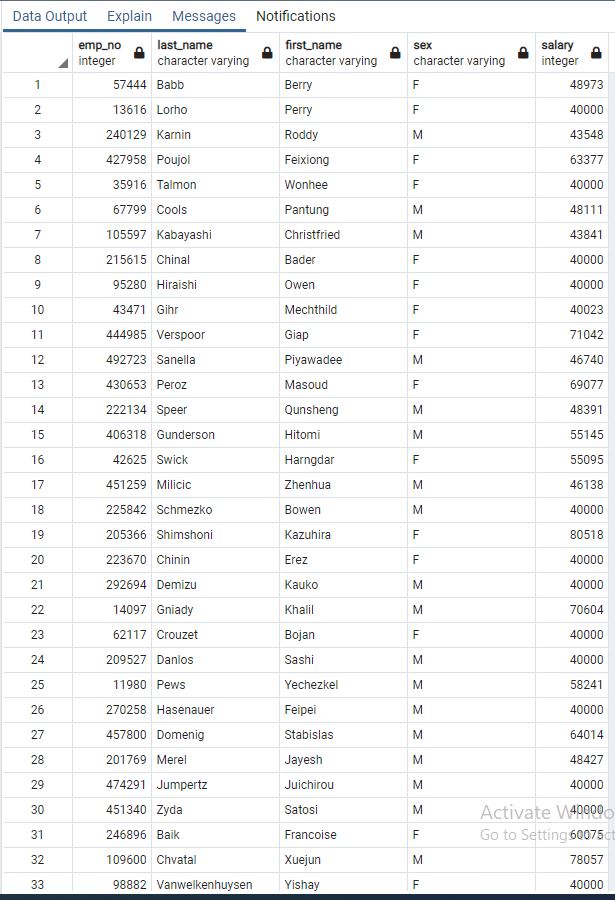 Data Output Explain Messages Notifications
emp_no last_name first_name sex salary
integer character varying character varying character varying integer
1 57444 Babb Berry F 48973
2 13616 Lorho Perry F 40000
3 240129 Karnin Roddy M 43548
4 427958 Poujol Feixiong F 63377
5 35916 Talmon Wonhee F 40000
6 67799 Cools Pantung M 48111
7 105597 Kabayashi Christfried M 43841
8 215615 Chinal Bader F 40000
9 95280 Hiraishi Owen F 40000
10 43471 Gihr Mechthild F 40023
11 444985 Verspoor Giap F 71042
12 492723 Sanella Piyawadee M 46740
13 430653 Peroz Masoud F 69077
14 222134 Speer Qunsheng M 48391
15 406318 Gunderson Hitomi M 55145
16 42625 Swick Harngdar F 55095
17 451259 Milicic Zhenhua M 46138
18 225842 Schmezko Bowen M 40000
19 205366 Shimshoni Kazuhira F 80518
20 223670 Chinin Erez F 40000
21 292694 Demizu Kauko M 40000
22 14097 Gniady Khalil M 70604
23 62117 Crouzet Bojan F 40000
24 209527 Danlos Sashi M 40000
25 11980 Pews Yechezkel M 58241
26 270258 Hasenauer Feipei M 40000
27 457800 Domenig Stabislas M 64014
28 201769 Merel Jayesh M 48427
29 474291 Jumpertz Juichirou M 40000
30 451340 Zyda Satosi M 40000
Activate Windo
31 246896 Baik Francoise F 60075
Go to Settings
32 109600 Chvatal Xuejun M 78057
33 98882 Vanwelkenhuysen Yishay F 40000